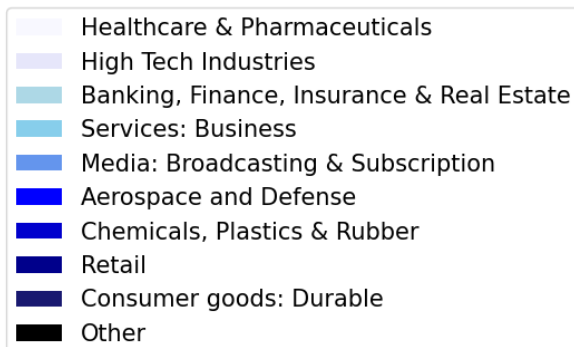 Healthcare & Pharmaceuticals
High Tech Industries
Banking, Finance, Insurance & Real Estate
Services: Business
Media: Broadcasting & Subscription
Aerospace and Defense
Chemicals, Plastics & Rubber
Retail
Consumer goods: Durable
Other